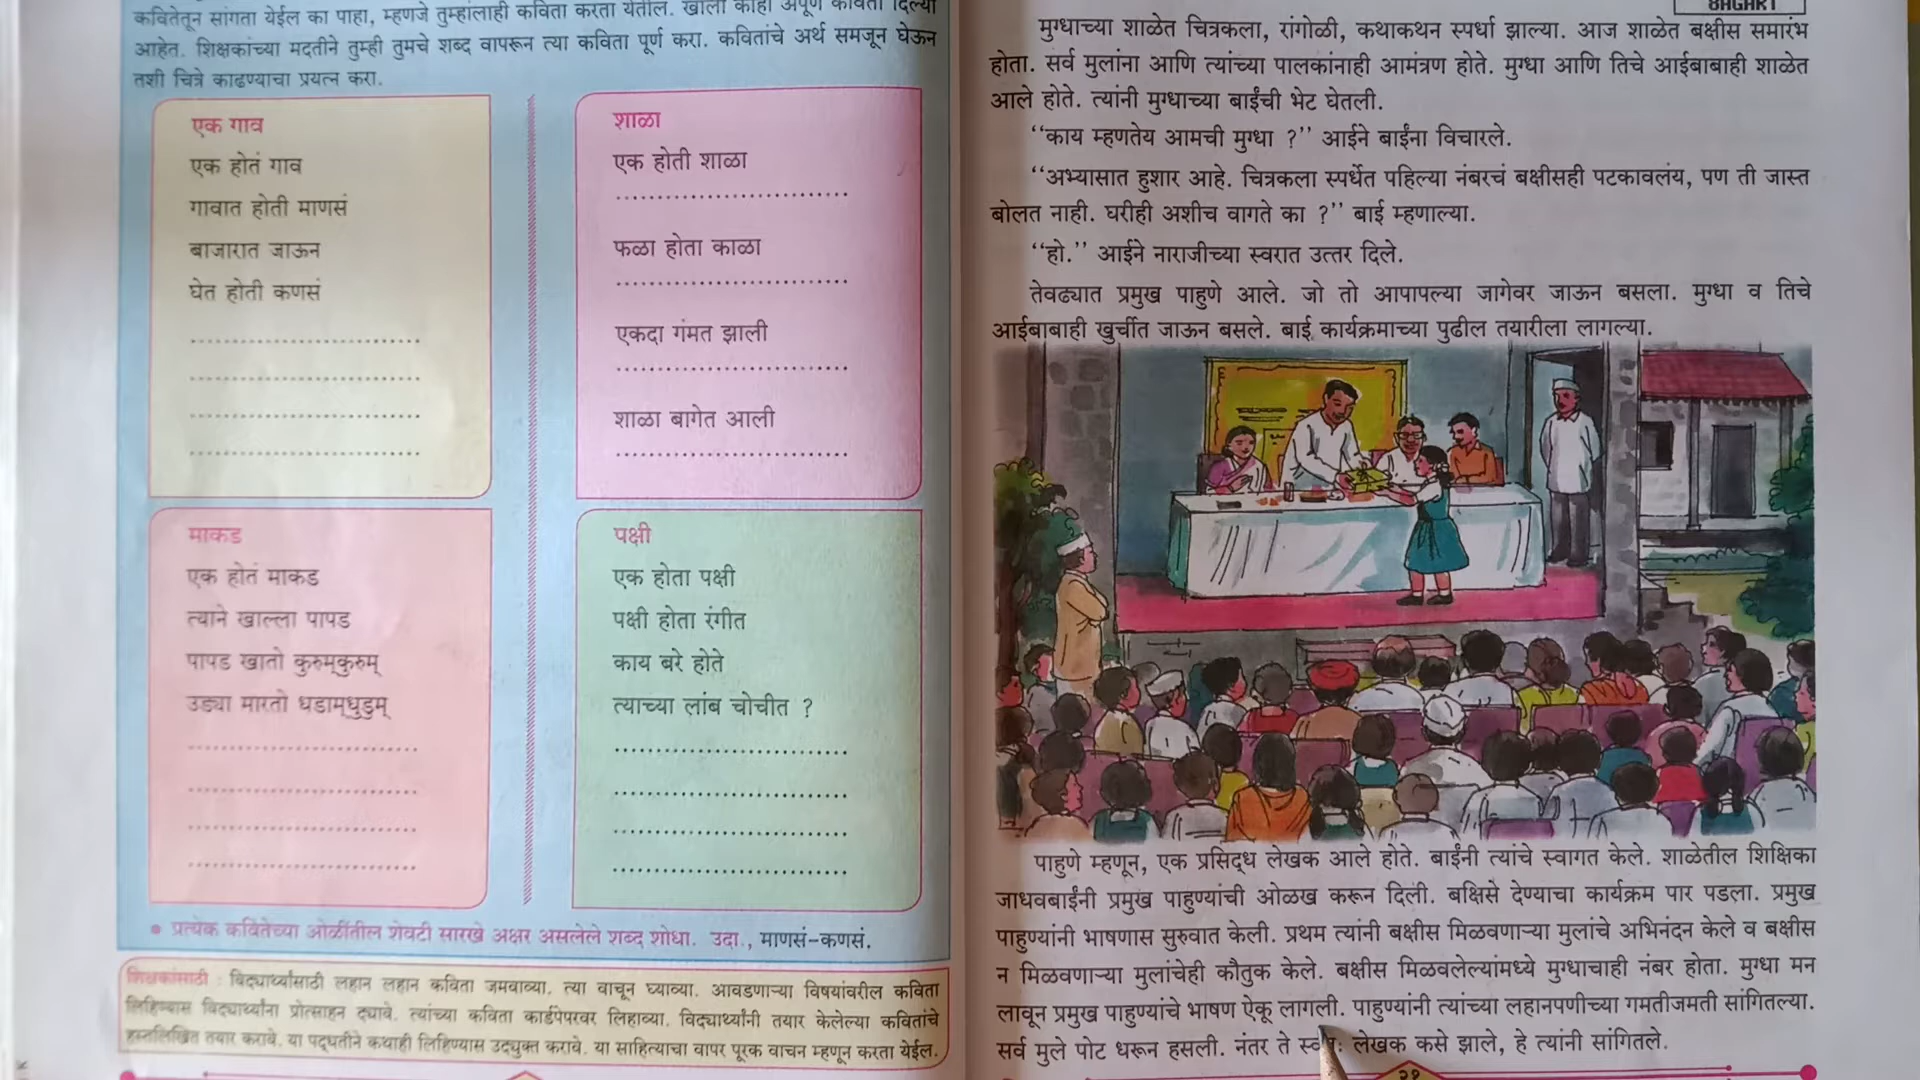 कवितेतून सांगता येईल का पाहा, म्हणजे तुम्हांलाही कविता करता येतील. खाली काही अपूर्ण कविता दिल्या
आहेत. शिक्षकांच्या मदतीने तुम्ही तुमचे शब्द वापरून त्या कविता पूर्ण करा. कवितांचे अर्थ समजून घेऊन
तशी चित्रे काढण्याचा प्रयत्न करा.
एक गाव
एक होतं गाव
गावात होती माणसं
बाजारात जाऊन
घेत होती कणसं
शाळा
एक होती शाळा
फळा होता काळा
एकदा गंमत झाली
शाळा बागेत आली
माकड
एक होतं माकड
त्याने खाल्ला पापड
पापड खातो कुरुम्‌कुरुम्
उड्या मारतो धडाम्‌धुडुम्
पक्षी
एक होता पक्षी
पक्षी होता रंगीत
काय बरे होते
त्याच्या लांब चोचीत ?
• प्रत्येक कवितेच्या ओळींतील शेवटी सारखे अक्षर असलेले शब्द शोधा. उदा., माणसं-कणसं.
शिक्षकांसाठी : विद्यार्थ्यांसाठी लहान लहान कविता जमवाव्या. त्या वाचून घ्याव्या. आवडणाऱ्या विषयांवरील कविता
लिहिण्यास विद्यार्थ्यांना प्रोत्साहन द्यावे. त्यांच्या कविता कार्डपेपरवर लिहाव्या. विद्यार्थ्यांनी तयार केलेल्या कवितांचे
हस्तलिखित तयार करावे. या पद्धतीने कथाही लिहिण्यास उद्युक्त करावे. या साहित्याचा वापर पूरक वाचन म्हणून करता येईल.
8HGAR1
मुग्धाच्या शाळेत चित्रकला, रांगोळी, कथाकथन स्पर्धा झाल्या. आज शाळेत बक्षीस समारंभ
होता. सर्व मुलांना आणि त्यांच्या पालकांनाही आमंत्रण होते. मुग्धा आणि तिचे आईबाबाही शाळेत
आले होते. त्यांनी मुग्धाच्या बाईंची भेट घेतली.
‘‘काय म्हणतेय आमची मुग्धा ?’’ आईने बाईंना विचारले.
‘‘अभ्यासात हुशार आहे. चित्रकला स्पर्धेत पहिल्या नंबरचं बक्षीसही पटकावलंय, पण ती जास्त
बोलत नाही. घरीही अशीच वागते का ?’’ बाई म्हणाल्या.
‘‘हो.’’ आईने नाराजीच्या स्वरात उत्तर दिले.
तेवढ्यात प्रमुख पाहुणे आले. जो तो आपापल्या जागेवर जाऊन बसला. मुग्धा व तिचे
आईबाबाही खुर्चीत जाऊन बसले. बाई कार्यक्रमाच्या पुढील तयारीला लागल्या.
पाहुणे म्हणून, एक प्रसिद्ध लेखक आले होते. बाईंनी त्यांचे स्वागत केले. शाळेतील शिक्षिका
जाधवबाईंनी प्रमुख पाहुण्यांची ओळख करून दिली. बक्षिसे देण्याचा कार्यक्रम पार पडला. प्रमुख
पाहुण्यांनी भाषणास सुरुवात केली. प्रथम त्यांनी बक्षीस मिळवणाऱ्या मुलांचे अभिनंदन केले व बक्षीस
न मिळवणाऱ्या मुलांचेही कौतुक केले. बक्षीस मिळवलेल्यांमध्ये मुग्धाचाही नंबर होता. मुग्धा मन
लावून प्रमुख पाहुण्यांचे भाषण ऐकू लागली. पाहुण्यांनी त्यांच्या लहानपणीच्या गमतीजमती सांगितल्या.
सर्व मुले पोट धरून हसली. नंतर ते स्वतः लेखक कसे झाले, हे त्यांनी सांगितले.
२१